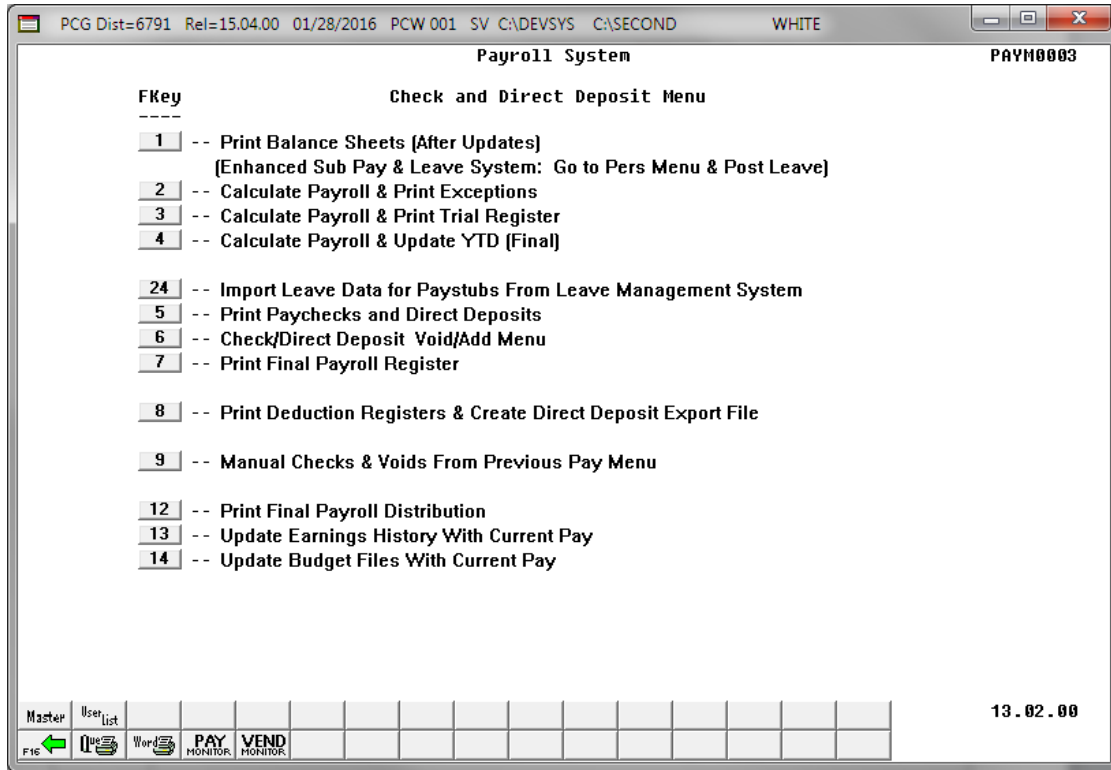 PCG Dist=6791 Rel=15.04.00 01/28/2016 PCW 001 SV C:\DEVSYS C:\SECOND WHITE
Payroll System PAYM0003
FKey Check and Direct Deposit Menu
----
1 -- Print Balance Sheets (After Updates)
(Enhanced Sub Pay & Leave System: Go to Pers Menu & Post Leave)
2 -- Calculate Payroll & Print Exceptions
3 -- Calculate Payroll & Print Trial Register
4 -- Calculate Payroll & Update YTD (Final)
24 -- Import Leave Data for Paystubs From Leave Management System
5 -- Print Paychecks and Direct Deposits
6 -- Check/Direct Deposit Void/Add Menu
7 -- Print Final Payroll Register
8 -- Print Deduction Registers & Create Direct Deposit Export File
9 -- Manual Checks & Voids From Previous Pay Menu
12 -- Print Final Payroll Distribution
13 -- Update Earnings History With Current Pay
14 -- Update Budget Files With Current Pay
Master User List 13.02.00
F16 Que Word PAY MONITOR VEND MONITOR